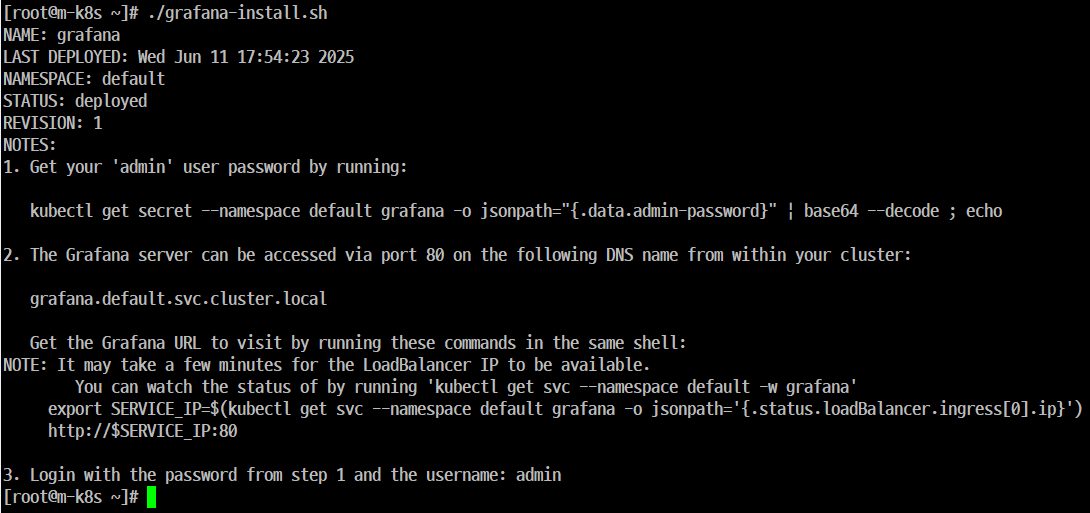 [root@m-k8s ~]# ./grafana-install.sh
NAME: grafana
LAST DEPLOYED: Wed Jun 11 17:54:23 2025
NAMESPACE: default
STATUS: deployed
REVISION: 1
NOTES:
1. Get your 'admin' user password by running:

   kubectl get secret --namespace default grafana -o jsonpath="{.data.admin-password}" | base64 --decode ; echo

2. The Grafana server can be accessed via port 80 on the following DNS name from within your cluster:

   grafana.default.svc.cluster.local

   Get the Grafana URL to visit by running these commands in the same shell:
NOTE: It may take a few minutes for the LoadBalancer IP to be available.
        You can watch the status of by running 'kubectl get svc --namespace default -w grafana'
     export SERVICE_IP=$(kubectl get svc --namespace default grafana -o jsonpath='{.status.loadBalancer.ingress[0].ip}')
     http://$SERVICE_IP:80

3. Login with the password from step 1 and the username: admin
[root@m-k8s ~]#